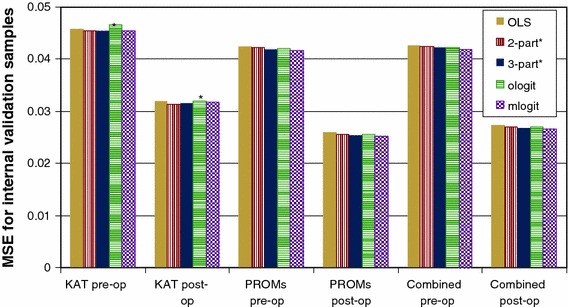 MSE for internal validation samples
0.05
0.04
0.03
0.02
0.01
0
*
*
OLS
2-part*
3-part*
ologit
mlogit
KAT pre-op
KAT post-
op
PROMs
pre-op
PROMs
post-op
Combined
pre-op
Combined
post-op